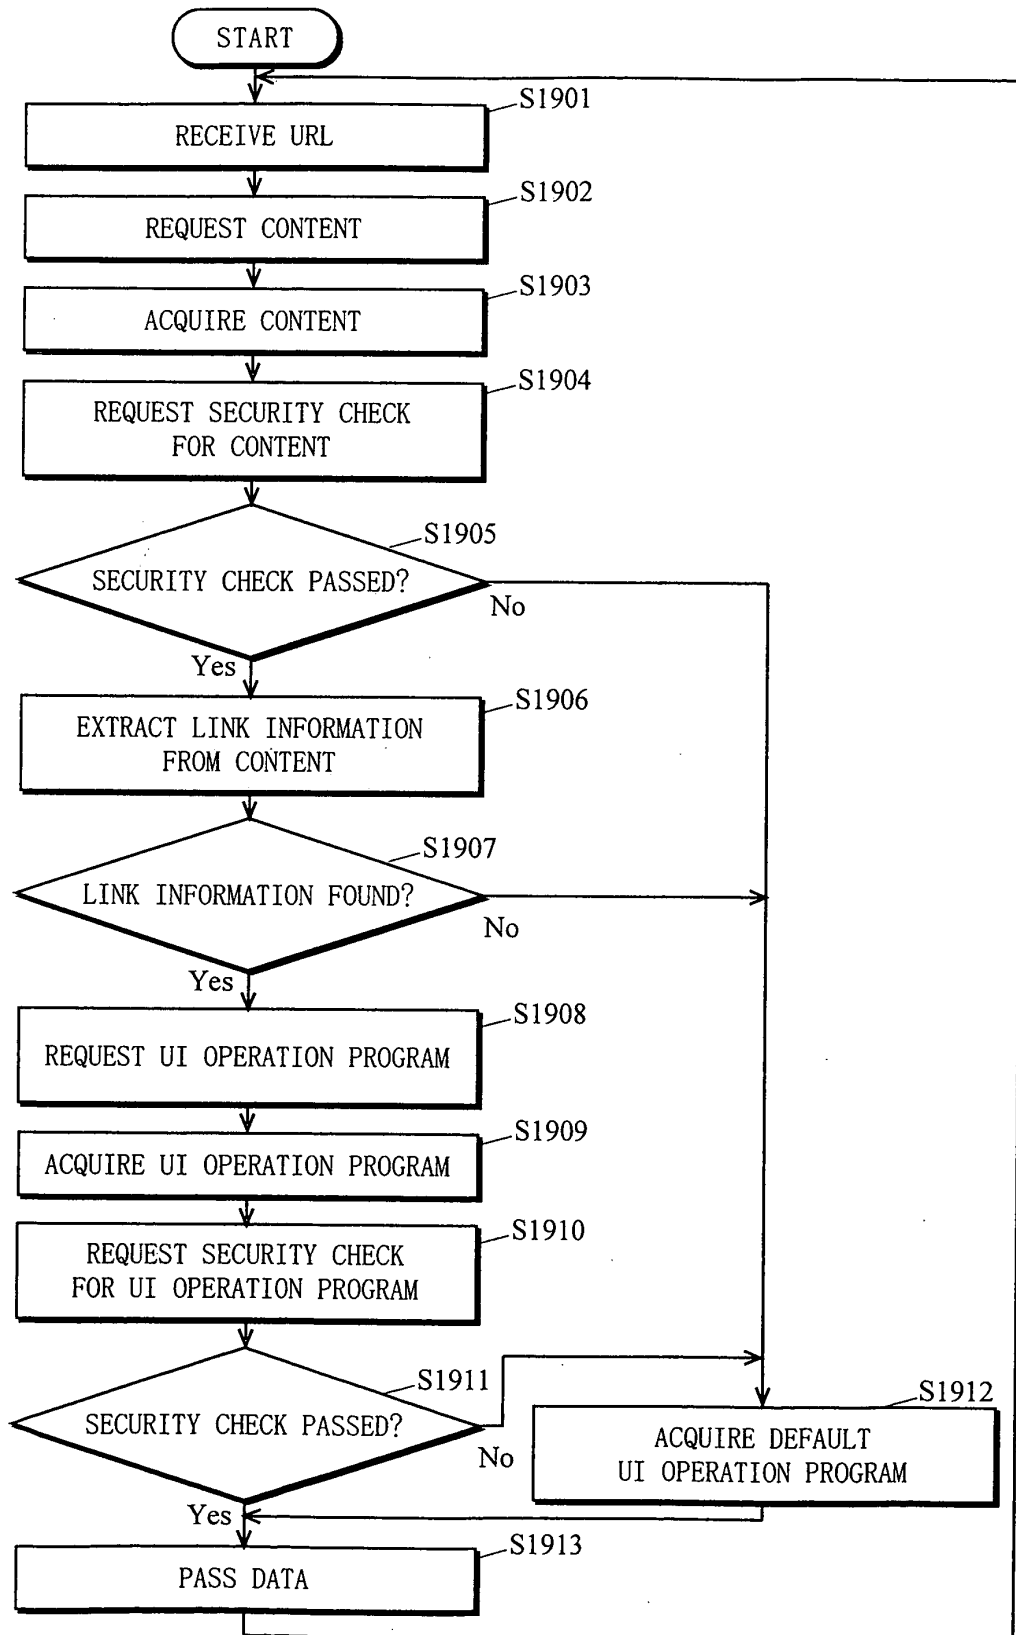 START
S1901
RECEIVE URL
S1902
REQUEST CONTENT
S1903
ACQUIRE CONTENT
S1904
REQUEST SECURITY CHECK
FOR CONTENT
S1905
SECURITY CHECK PASSED?
No
Yes
S1906
EXTRACT LINK INFORMATION
FROM CONTENT
S1907
LINK INFORMATION FOUND?
No
Yes
S1908
REQUEST UI OPERATION PROGRAM
S1909
ACQUIRE UI OPERATION PROGRAM
S1910
REQUEST SECURITY CHECK
FOR UI OPERATION PROGRAM
S1911
SECURITY CHECK PASSED?
No
Yes
S1912
ACQUIRE DEFAULT
UI OPERATION PROGRAM
S1913
PASS DATA